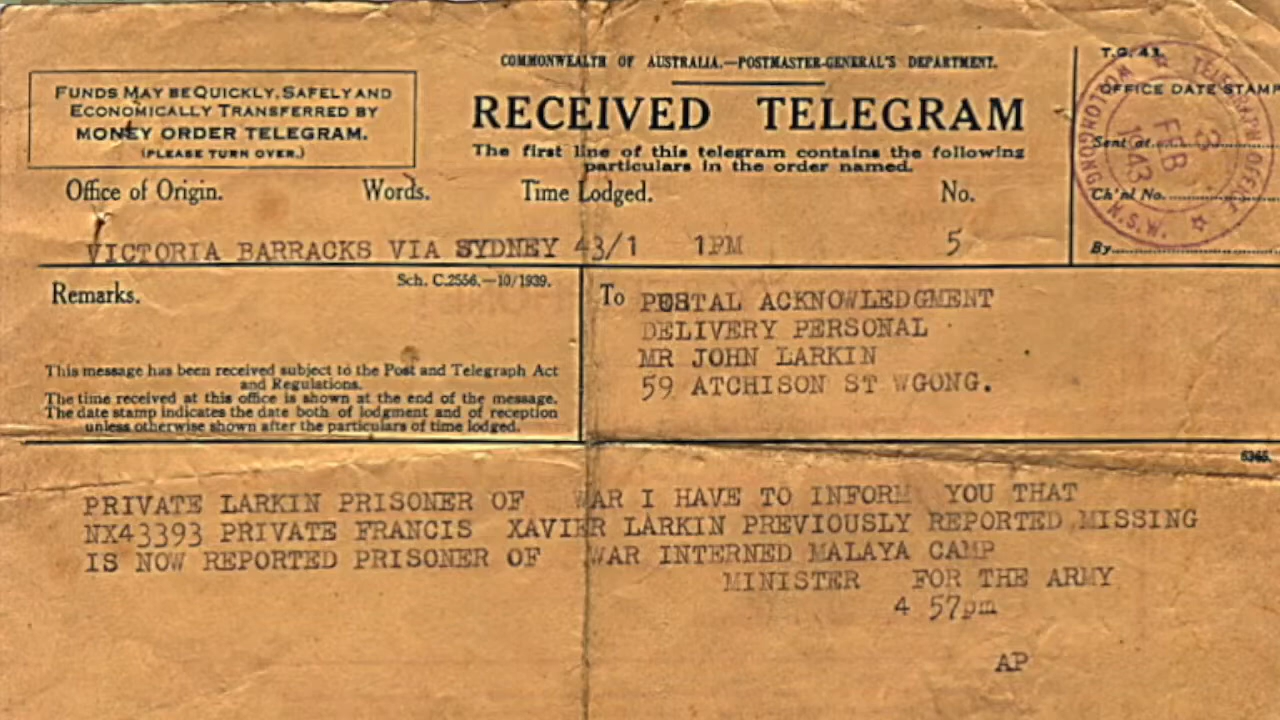 COMMONWEALTH OF AUSTRALIA.—POSTMASTER-GENERAL'S DEPARTMENT.
FUNDS MAY BE QUICKLY, SAFELY AND
ECONOMICALLY TRANSFERRED BY
MONEY ORDER TELEGRAM.
(PLEASE TURN OVER.)
RECEIVED TELEGRAM
The first line of this telegram contains the following
particulars in the order named.
Office of Origin. Words. Time Lodged. No.
T.G. 43.
OFFICE DATE STAMP
Sent at
Ch'nl No.
By
TELEGRAPH OFFICE
WOLLONGONG
3
FEB
1943
N.S.W.
VICTORIA BARRACKS VIA SYDNEY 43/1 1PM 5
Sch. C.2556.—10/1939.
Remarks.
This message has been received subject to the Post and Telegraph Act
and Regulations.
The time received at this office is shown at the end of the message.
The date stamp indicates the date both of lodgment and of reception
unless otherwise shown after the particulars of time lodged.
To POSTAL ACKNOWLEDGMENT
DELIVERY PERSONAL
MR JOHN LARKIN
59 ATCHISON ST WGONG.
PRIVATE LARKIN PRISONER OF WAR I HAVE TO INFORM YOU THAT
NX43393 PRIVATE FRANCIS XAVIER LARKIN PREVIOUSLY REPORTED MISSING
IS NOW REPORTED PRISONER OF WAR INTERNED MALAYA CAMP
MINISTER FOR THE ARMY
4 57pm
AP